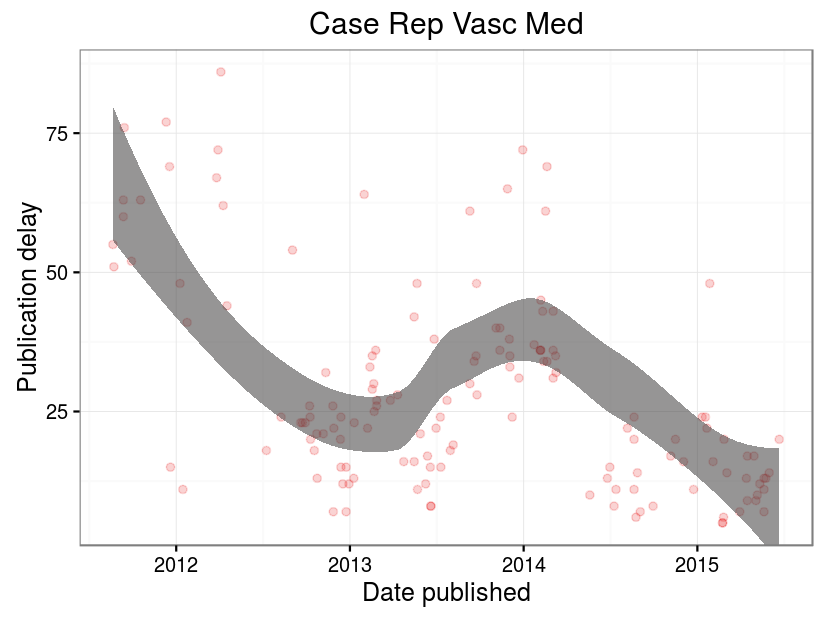 Case Rep Vasc Med
Publication delay
75
50
25
2012 2013 2014 2015
Date published